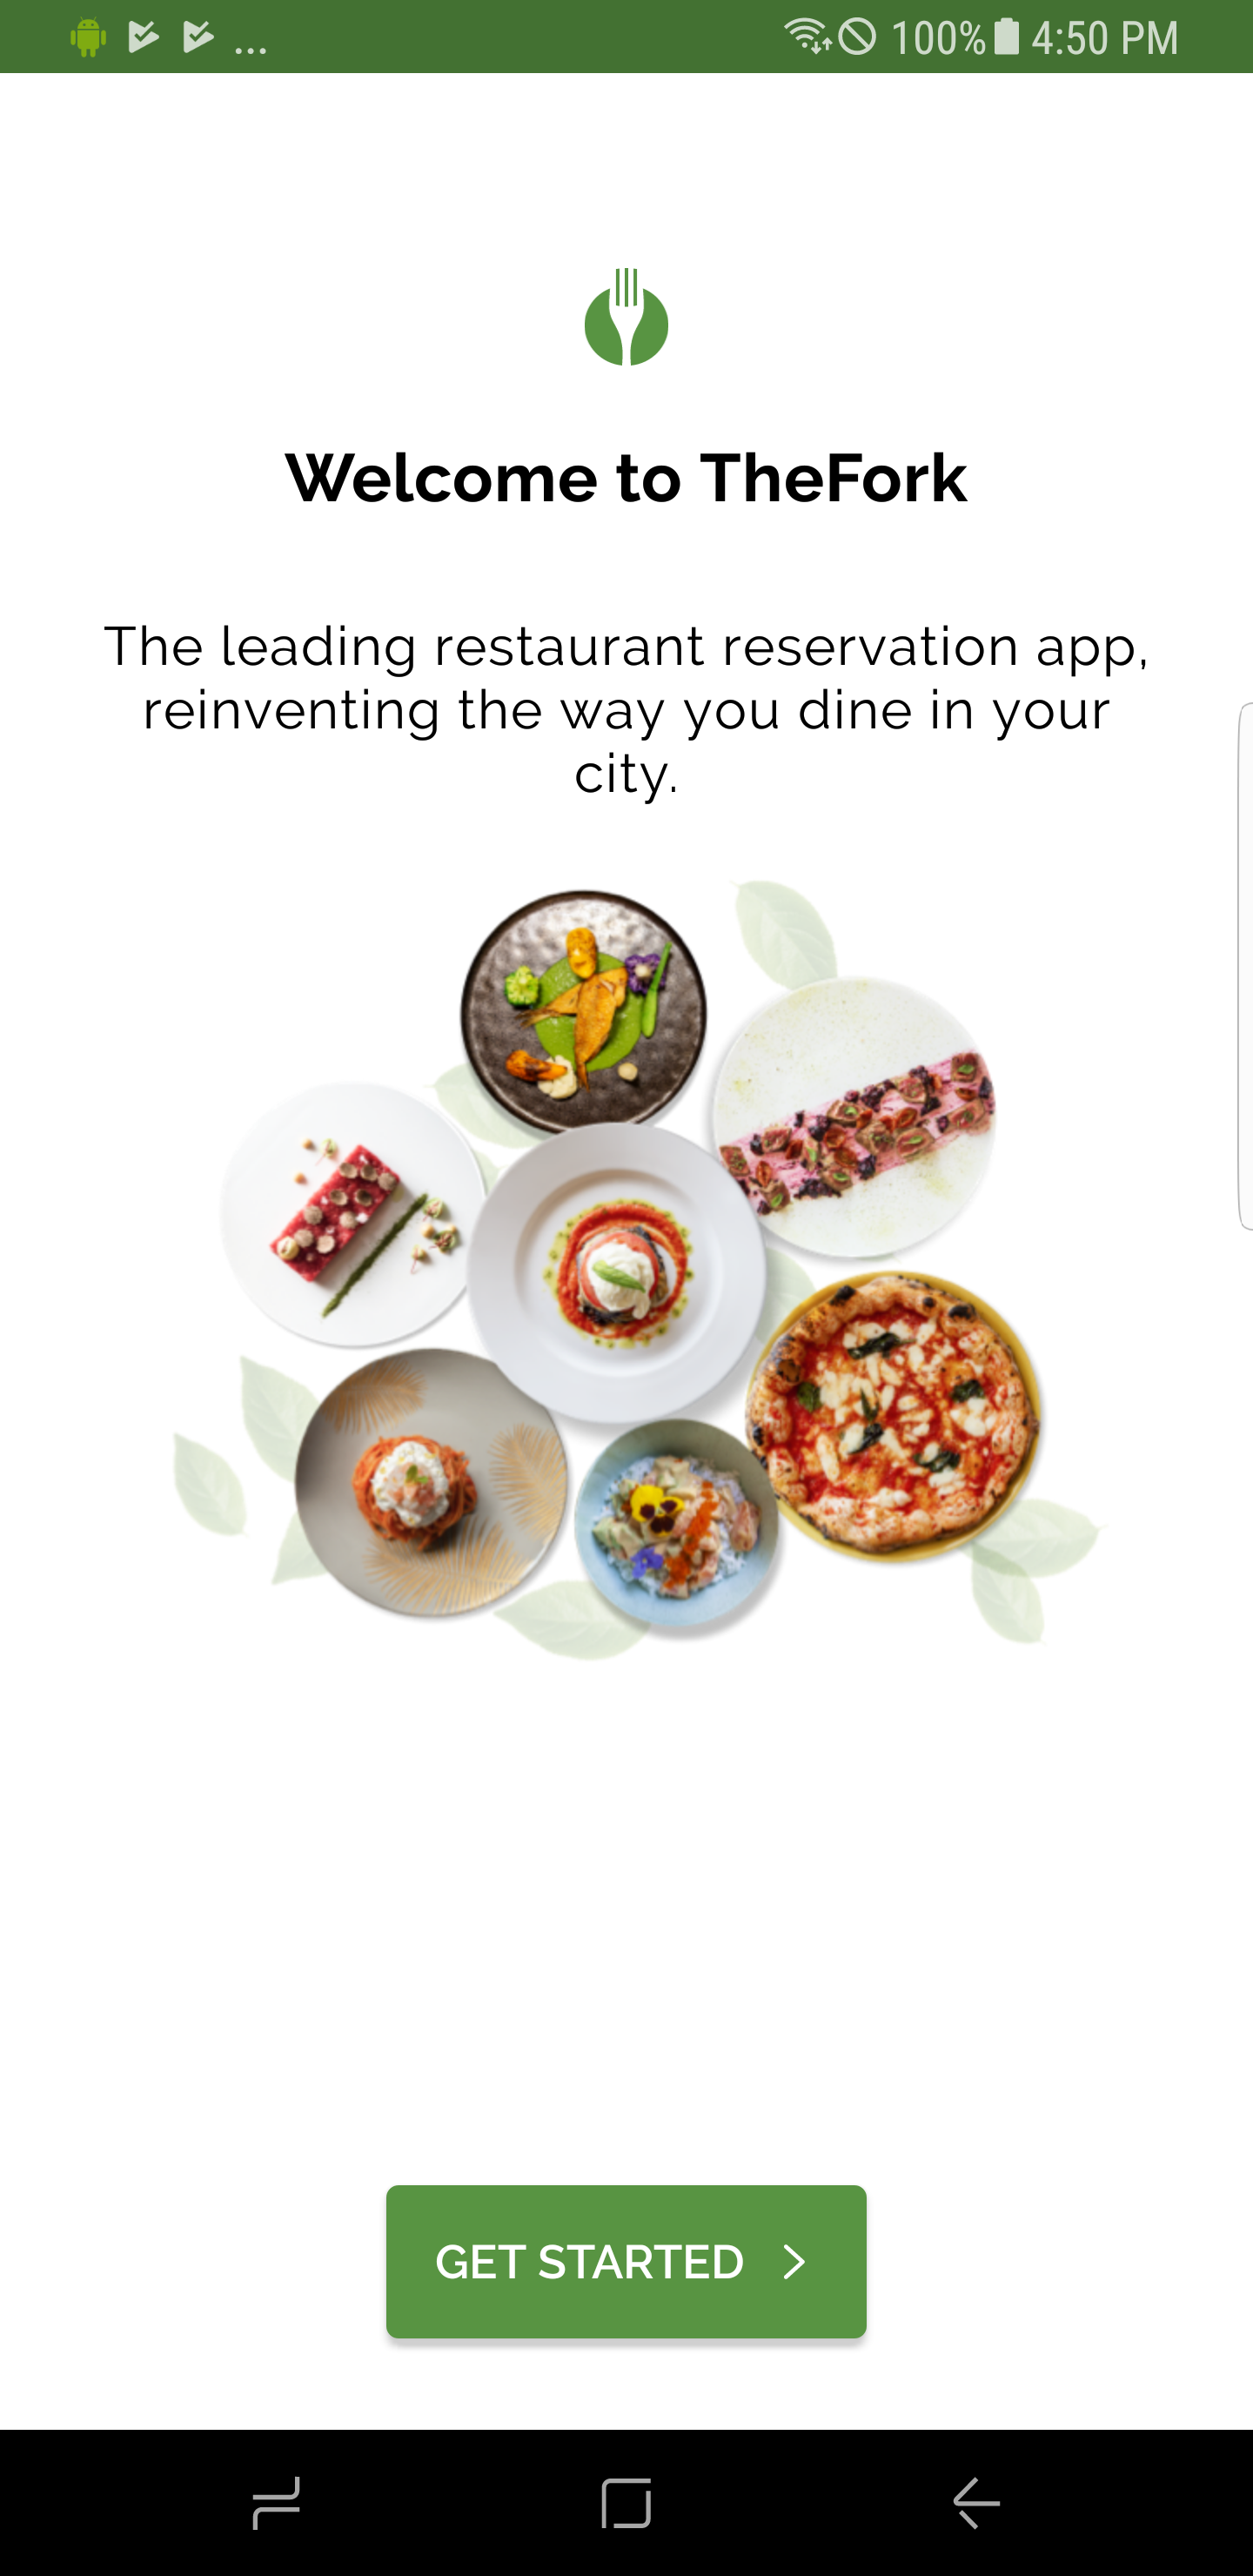 ... 100% 4:50 PM
Welcome to TheFork
The leading restaurant reservation app,
reinventing the way you dine in your
city.
GET STARTED